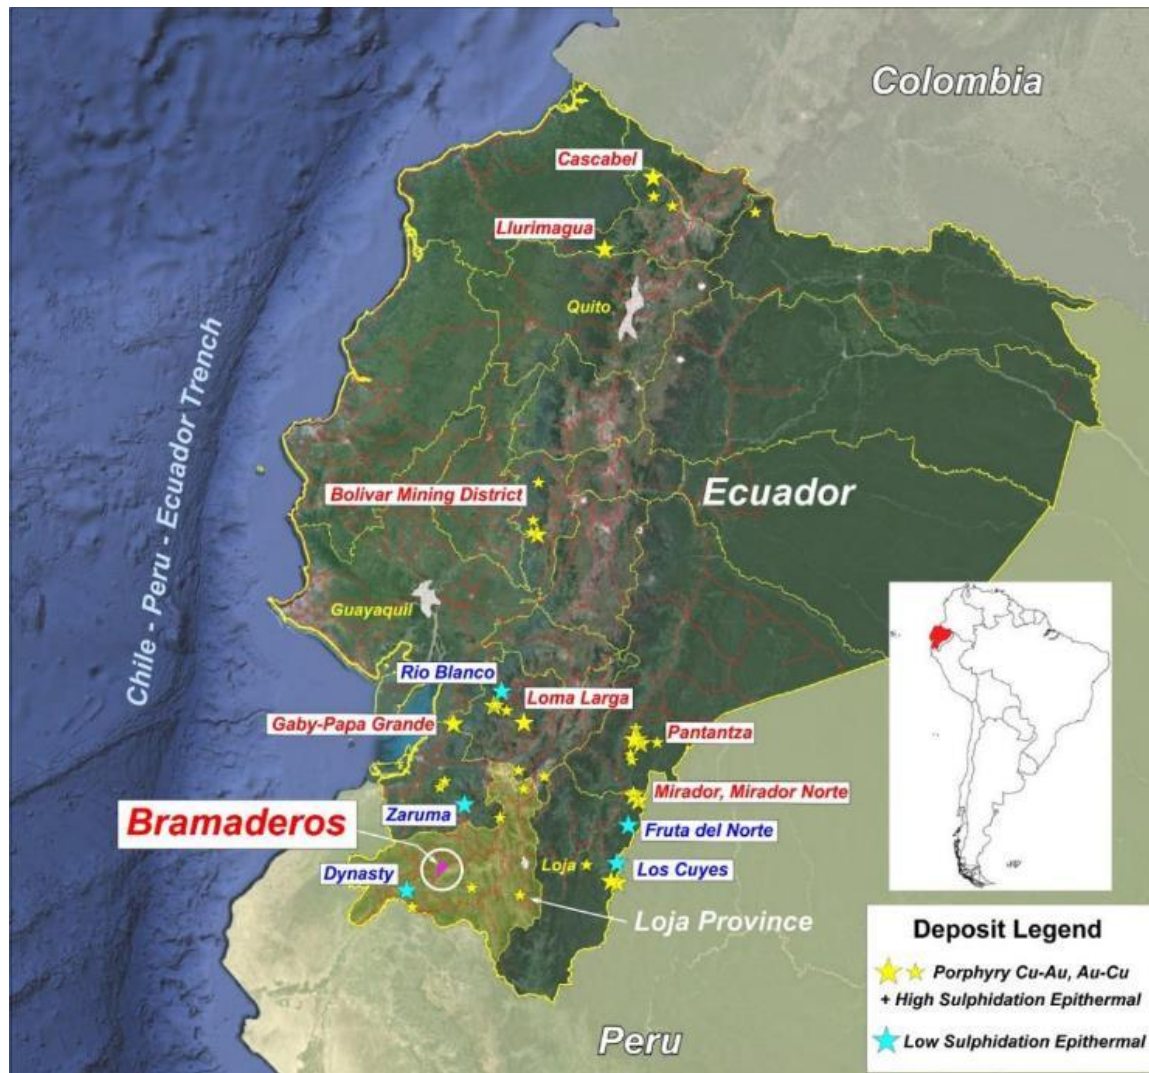 Colombia
Cascabel
Llurimagua
Quito
Chile - Peru - Ecuador Trench
Bolivar Mining District
Ecuador
Guayaquil
Rio Blanco
Loma Larga
Gaby-Papa Grande
Pantantza
Mirador, Mirador Norte
Zaruma
Bramaderos
Fruta del Norte
Dynasty
Loja
Los Cuyes
Loja Province
Peru
Deposit Legend
Porphyry Cu-Au, Au-Cu
+ High Sulphidation Epithermal
Low Sulphidation Epithermal